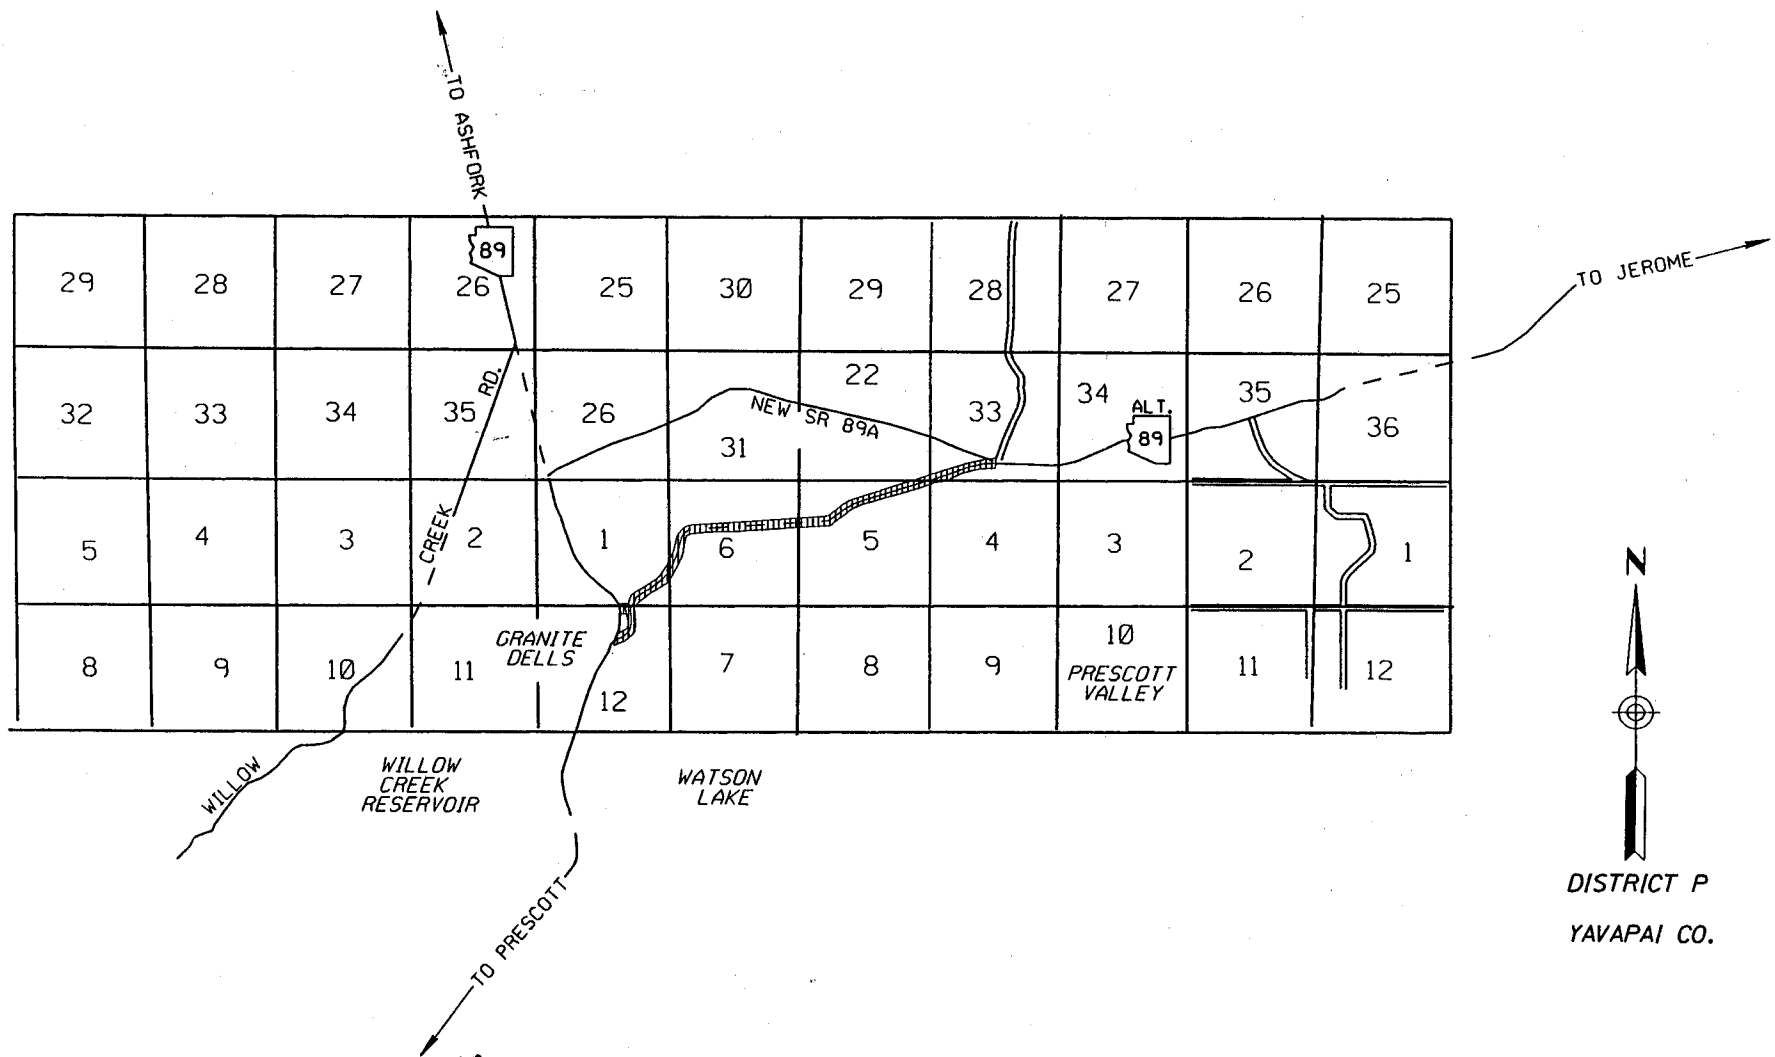 TO ASHFORK
89
29
28
27
26
25
30
29
28
27
26
25
TO JEROME
32
33
34
35
RD.
26
31
22
NEW SR 89A
33
34
ALT.
89
35
36
5
4
3
CREEK
2
1
6
5
4
3
2
1
8
9
10
11
GRANITE
DELLS
12
7
8
9
10
PRESCOTT
VALLEY
11
12
WILLOW
WILLOW
CREEK
RESERVOIR
WATSON
LAKE
TO PRESCOTT
N
DISTRICT P
YAVAPAI CO.